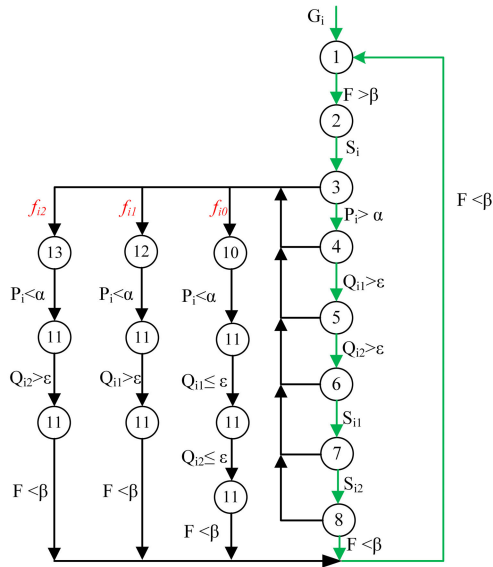 Gᵢ
1
F >β
2
Sᵢ
F <β
fᵢ₂
fᵢ₁
fᵢ₀
3
Pᵢ> α
13
12
10
4
Pᵢ<α
Pᵢ<α
Pᵢ<α
Qᵢ₁>ε
5
11
11
11
Qᵢ₂>ε
Qᵢ₂>ε
Qᵢ₁>ε
Qᵢ₁≤ ε
6
Sᵢ₁
11
11
11
7
Qᵢ₂≤ ε
Sᵢ₂
11
8
F <β
F <β
F <β
F <β